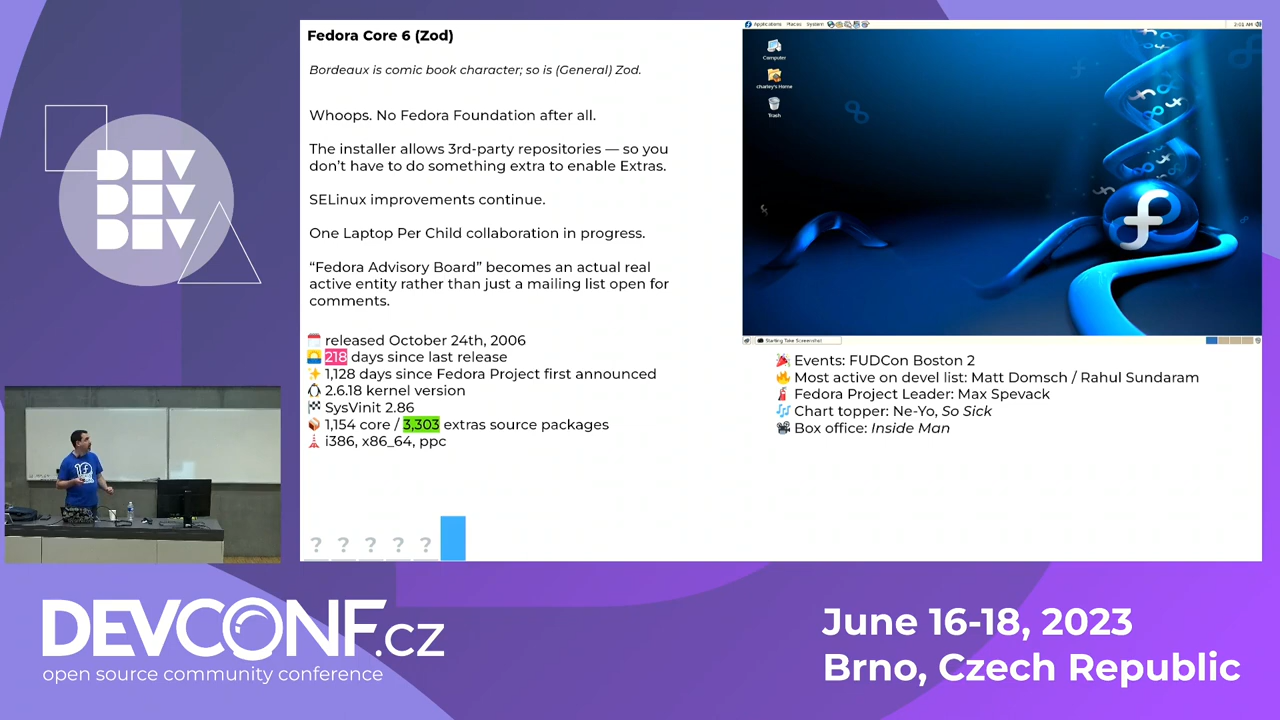 Fedora Core 6 (Zod)
Bordeaux is comic book character; so is (General) Zod.
Whoops. No Fedora Foundation after all.
The installer allows 3rd-party repositories — so you
don’t have to do something extra to enable Extras.
SELinux improvements continue.
One Laptop Per Child collaboration in progress.
“Fedora Advisory Board” becomes an actual real
active entity rather than just a mailing list open for
comments.
released October 24th, 2006
218 days since last release
1,128 days since Fedora Project first announced
2.6.18 kernel version
SysVinit 2.86
1,154 core / 3,303 extras source packages
i386, x86_64, ppc
? ? ? ? ?
Applications Places System
2:01 AM
Computer
charley's Home
Trash
Starting Take Screenshot
Events: FUDCon Boston 2
Most active on devel list: Matt Domsch / Rahul Sundaram
Fedora Project Leader: Max Spevack
Chart topper: Ne-Yo, So Sick
Box office: Inside Man
DEV
DEV
DEV
DEVCONF.cz
open source community conference
June 16-18, 2023
Brno, Czech Republic